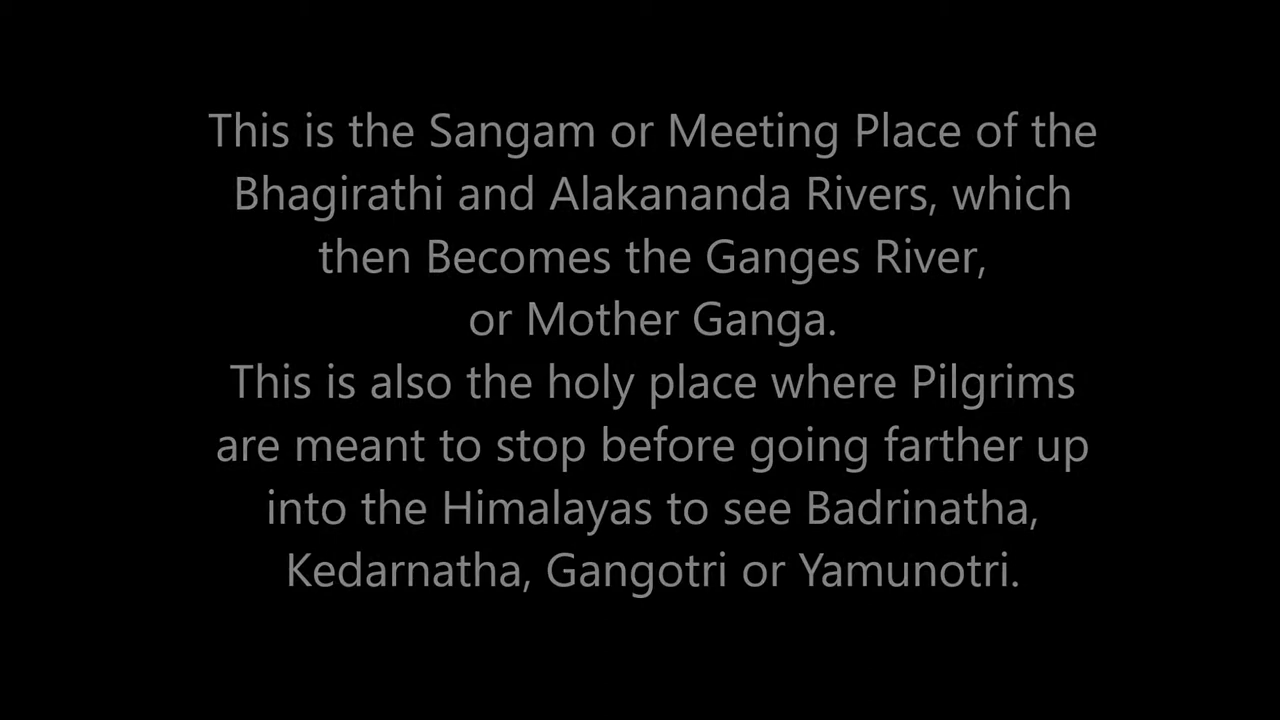 This is the Sangam or Meeting Place of the
Bhagirathi and Alakananda Rivers, which
then Becomes the Ganges River,
or Mother Ganga.
This is also the holy place where Pilgrims
are meant to stop before going farther up
into the Himalayas to see Badrinatha,
Kedarnatha, Gangotri or Yamunotri.